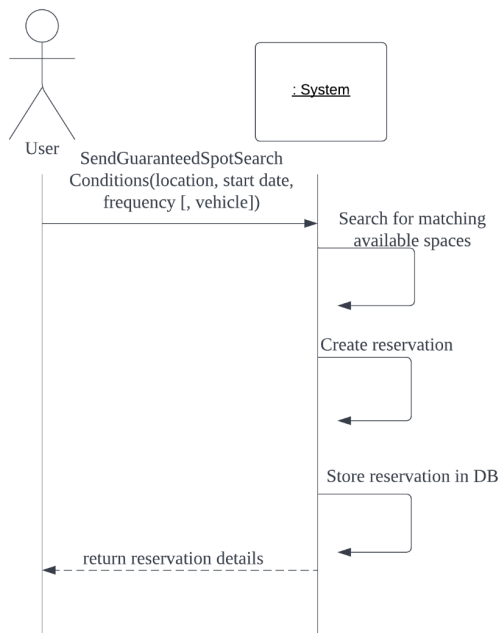 : System
User
SendGuaranteedSpotSearch
Conditions(location, start date,
frequency [, vehicle])
Search for matching
available spaces
Create reservation
Store reservation in DB
return reservation details